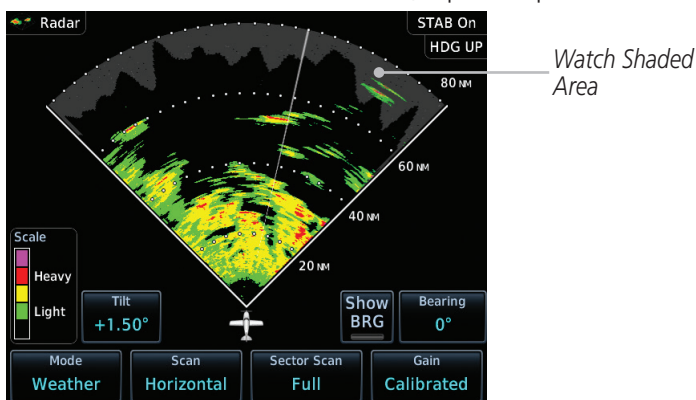 Radar
STAB On
HDG UP
Watch Shaded
Area
80 NM
60 NM
40 NM
20 NM
Scale
Heavy
Light
Tilt
+1.50°
Show
BRG
Bearing
0°
Mode
Weather
Scan
Horizontal
Sector Scan
Full
Gain
Calibrated